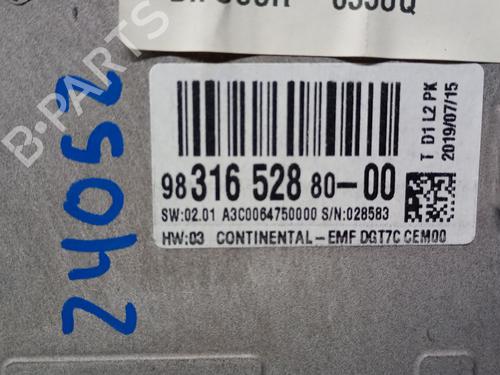 98 316 528 80-00
SW:02.01 A3C0064750000 S/N:028583
HW:03 CONTINENTAL-EMF DGT7C CEM00
T D1 L2 PK
2019/07/15
24052
B-PARTS